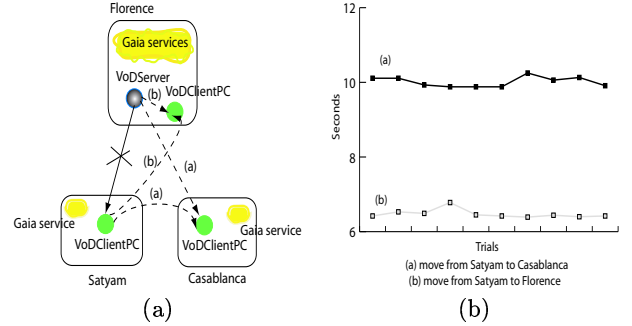 Florence
Gaia services
VoDServer
(b)
VoDClientPC
(b)
(a)
(a)
Gaia service
VoDClientPC
Satyam
VoDClientPC
Gaia service
Casablanca
(a)
(a)
(b)
Seconds
12
10
8
6
Trials
(a) move from Satyam to Casablanca
(b) move from Satyam to Florence
(b)